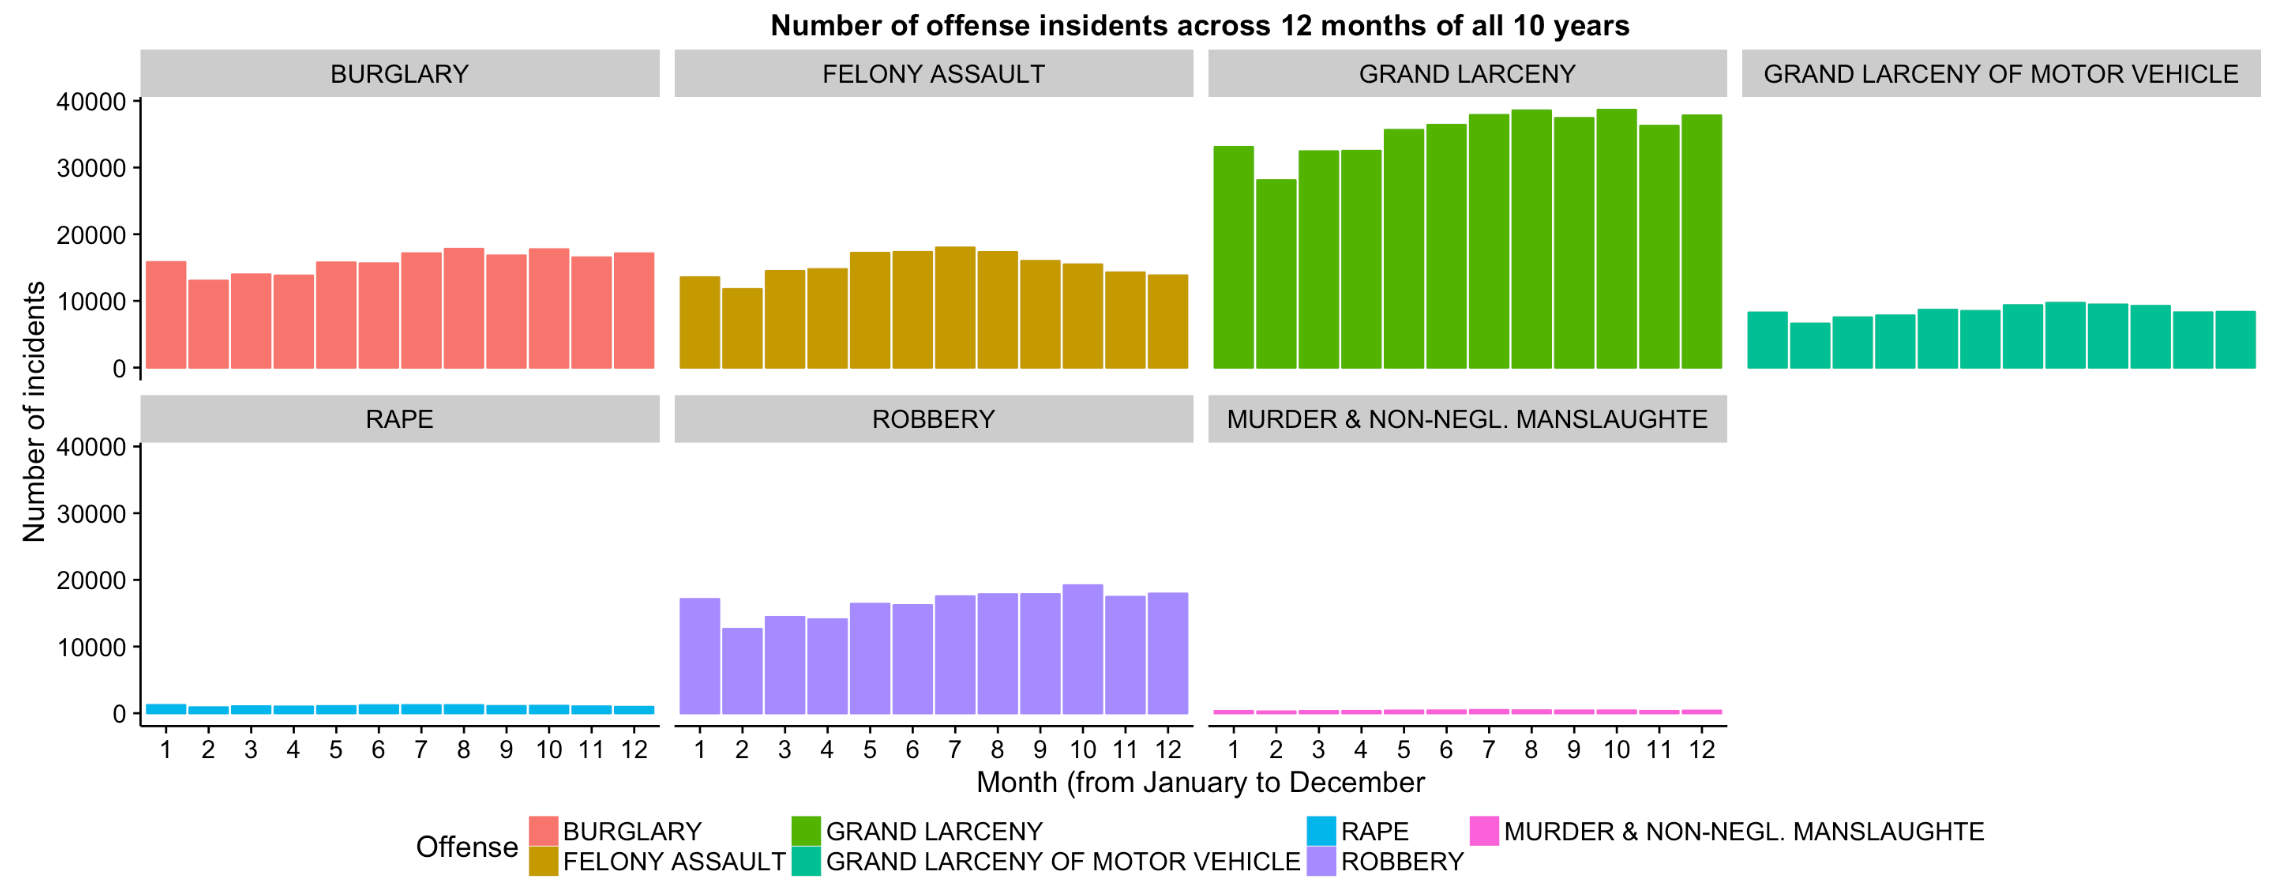 Number of offense insidents across 12 months of all 10 years
BURGLARY
FELONY ASSAULT
GRAND LARCENY
GRAND LARCENY OF MOTOR VEHICLE
40000
30000
20000
10000
0
Number of incidents
RAPE
ROBBERY
MURDER & NON-NEGL. MANSLAUGHTE
40000
30000
20000
10000
0
1 2 3 4 5 6 7 8 9 10 11 12
1 2 3 4 5 6 7 8 9 10 11 12
1 2 3 4 5 6 7 8 9 10 11 12
Month (from January to December
Offense
BURGLARY
GRAND LARCENY
RAPE
MURDER & NON-NEGL. MANSLAUGHTE
FELONY ASSAULT
GRAND LARCENY OF MOTOR VEHICLE
ROBBERY